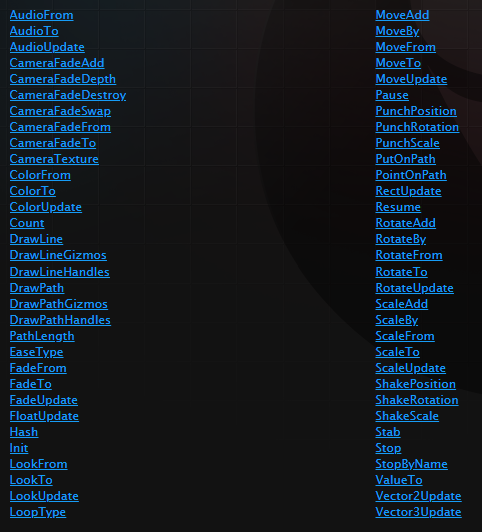 AudioFrom
AudioTo
AudioUpdate
CameraFadeAdd
CameraFadeDepth
CameraFadeDestroy
CameraFadeSwap
CameraFadeFrom
CameraFadeTo
CameraTexture
ColorFrom
ColorTo
ColorUpdate
Count
DrawLine
DrawLineGizmos
DrawLineHandles
DrawPath
DrawPathGizmos
DrawPathHandles
PathLength
EaseType
FadeFrom
FadeTo
FadeUpdate
FloatUpdate
Hash
Init
LookFrom
LookTo
LookUpdate
LoopType
MoveAdd
MoveBy
MoveFrom
MoveTo
MoveUpdate
Pause
PunchPosition
PunchRotation
PunchScale
PutOnPath
PointOnPath
RectUpdate
Resume
RotateAdd
RotateBy
RotateFrom
RotateTo
RotateUpdate
ScaleAdd
ScaleBy
ScaleFrom
ScaleTo
ScaleUpdate
ShakePosition
ShakeRotation
ShakeScale
Stab
Stop
StopByName
ValueTo
Vector2Update
Vector3Update